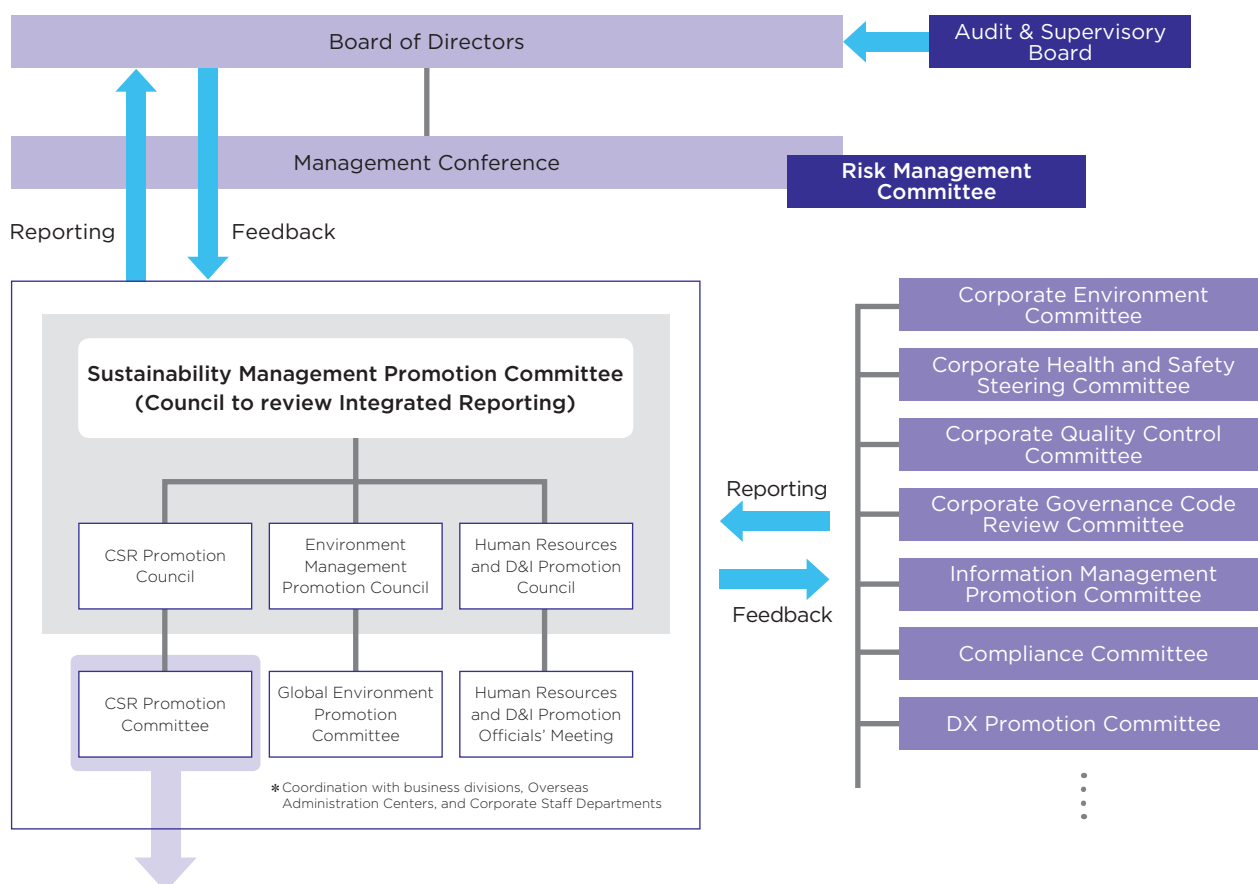 Board of Directors
Audit & Supervisory
Board
Management Conference
Risk Management
Committee
Reporting
Feedback
Sustainability Management Promotion Committee
(Council to review Integrated Reporting)
CSR Promotion
Council
Environment
Management
Promotion Council
Human Resources
and D&I Promotion
Council
CSR Promotion
Committee
Global Environment
Promotion
Committee
Human Resources
and D&I Promotion
Officials’ Meeting
✻Coordination with business divisions, Overseas
Administration Centers, and Corporate Staff Departments
Reporting
Feedback
Corporate Environment
Committee
Corporate Health and Safety
Steering Committee
Corporate Quality Control
Committee
Corporate Governance Code
Review Committee
Information Management
Promotion Committee
Compliance Committee
DX Promotion Committee